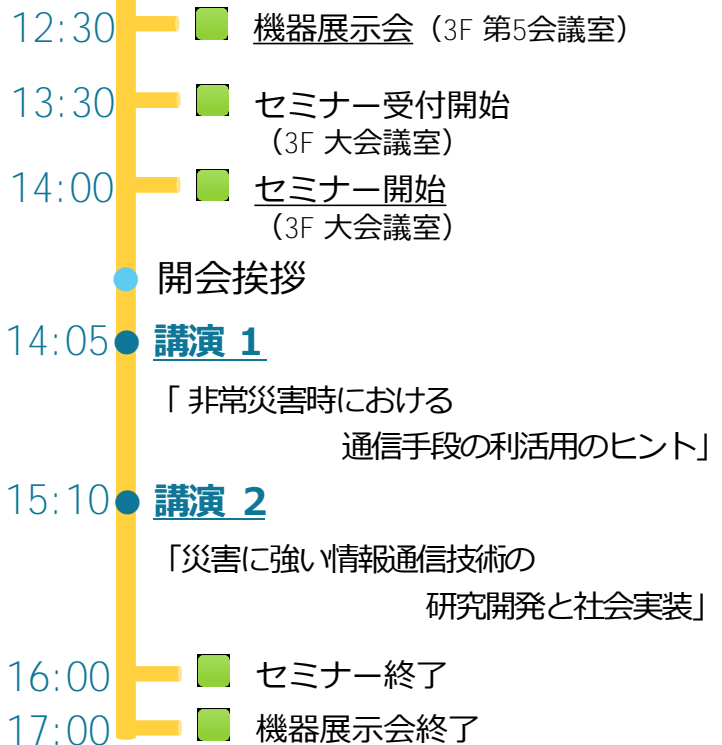 12:30 機器展示会（3F 第5会議室）
13:30 セミナー受付開始
（3F 大会議室）
14:00 セミナー開始
（3F 大会議室）
開会挨拶
14:05 講演 1
「 非常災害時における
通信手段の利活用のヒント」
15:10 講演 2
「災害に強い情報通信技術の
研究開発と社会実装」
16:00 セミナー終了
17:00 機器展示会終了